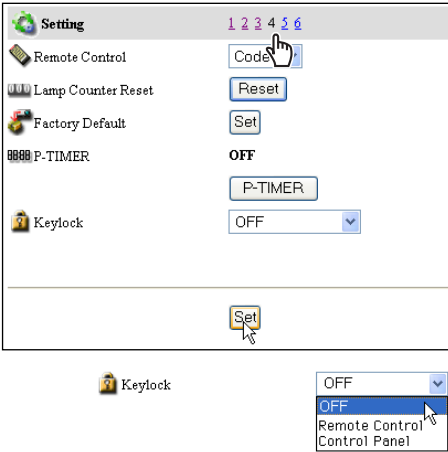 Setting 1 2 3 4 5 6
Remote Control Code
Lamp Counter Reset Reset
Factory Default Set
P-TIMER OFF
P-TIMER
Keylock OFF
Set
Keylock OFF
OFF
Remote Control
Control Panel